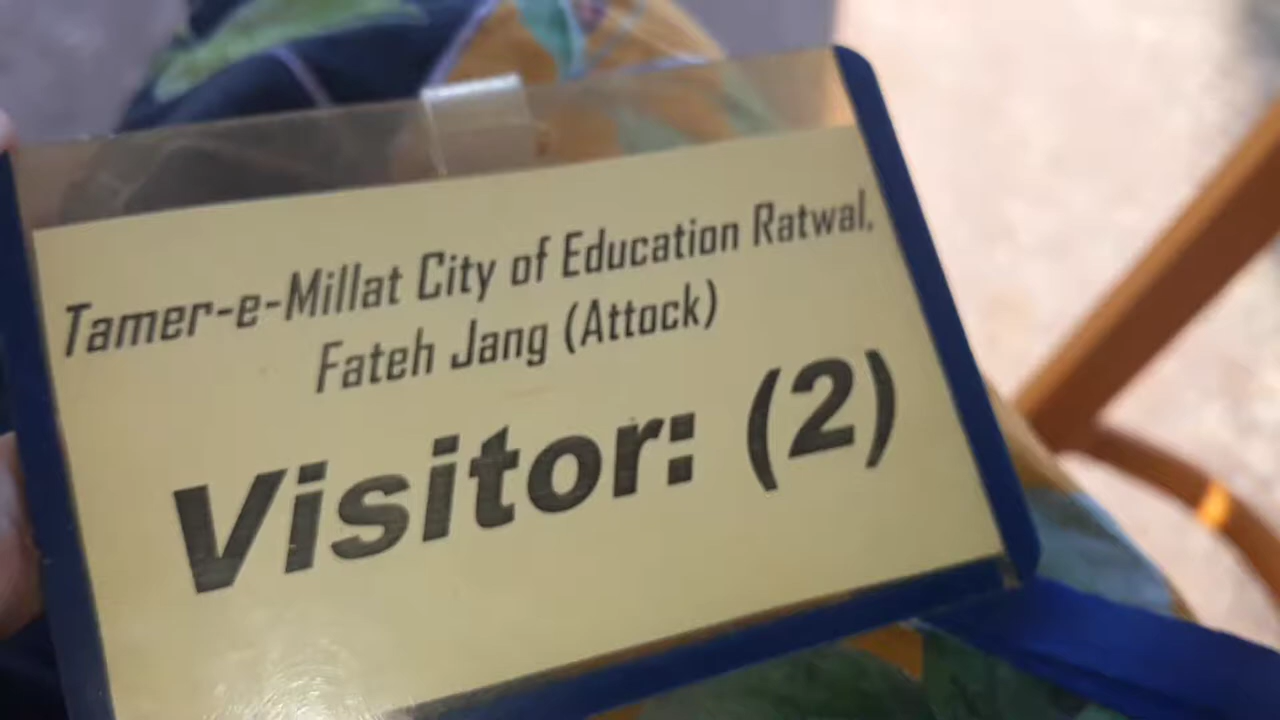 Tamer-e-Millat City of Education Ratwal,
Fateh Jang (Attock)
Visitor: (2)